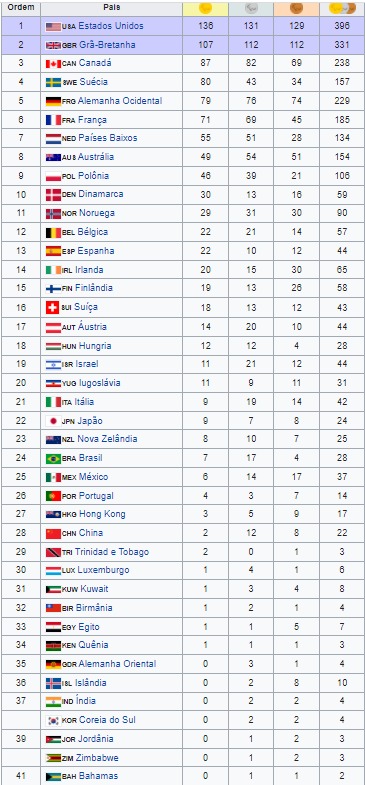 Ordem País
1 USA Estados Unidos 136 131 129 396
2 GBR Grã-Bretanha 107 112 112 331
3 CAN Canadá 87 82 69 238
4 SWE Suécia 80 43 34 157
5 FRG Alemanha Ocidental 79 76 74 229
6 FRA França 71 69 45 185
7 NED Países Baixos 55 51 28 134
8 AUS Austrália 49 54 51 154
9 POL Polônia 46 39 21 106
10 DEN Dinamarca 30 13 16 59
11 NOR Noruega 29 31 30 90
12 BEL Bélgica 22 21 14 57
13 ESP Espanha 22 10 12 44
14 IRL Irlanda 20 15 30 65
15 FIN Finlândia 19 13 26 58
16 SUI Suíça 18 13 12 43
17 AUT Áustria 14 20 10 44
18 HUN Hungria 12 12 4 28
19 ISR Israel 11 21 12 44
20 YUG Iugoslávia 11 9 11 31
21 ITA Itália 9 19 14 42
22 JPN Japão 9 7 8 24
23 NZL Nova Zelândia 8 10 7 25
24 BRA Brasil 7 17 4 28
25 MEX México 6 14 17 37
26 POR Portugal 4 3 7 14
27 HKG Hong Kong 3 5 9 17
28 CHN China 2 12 8 22
29 TRI Trinidad e Tobago 2 0 1 3
30 LUX Luxemburgo 1 4 1 6
31 KUW Kuwait 1 3 4 8
32 BIR Birmânia 1 2 1 4
33 EGY Egito 1 1 5 7
34 KEN Quênia 1 1 1 3
35 GDR Alemanha Oriental 0 3 1 4
36 ISL Islândia 0 2 8 10
37 IND Índia 0 2 2 4
KOR Coreia do Sul 0 2 2 4
39 JOR Jordânia 0 1 2 3
ZIM Zimbabwe 0 1 2 3
41 BAH Bahamas 0 1 1 2